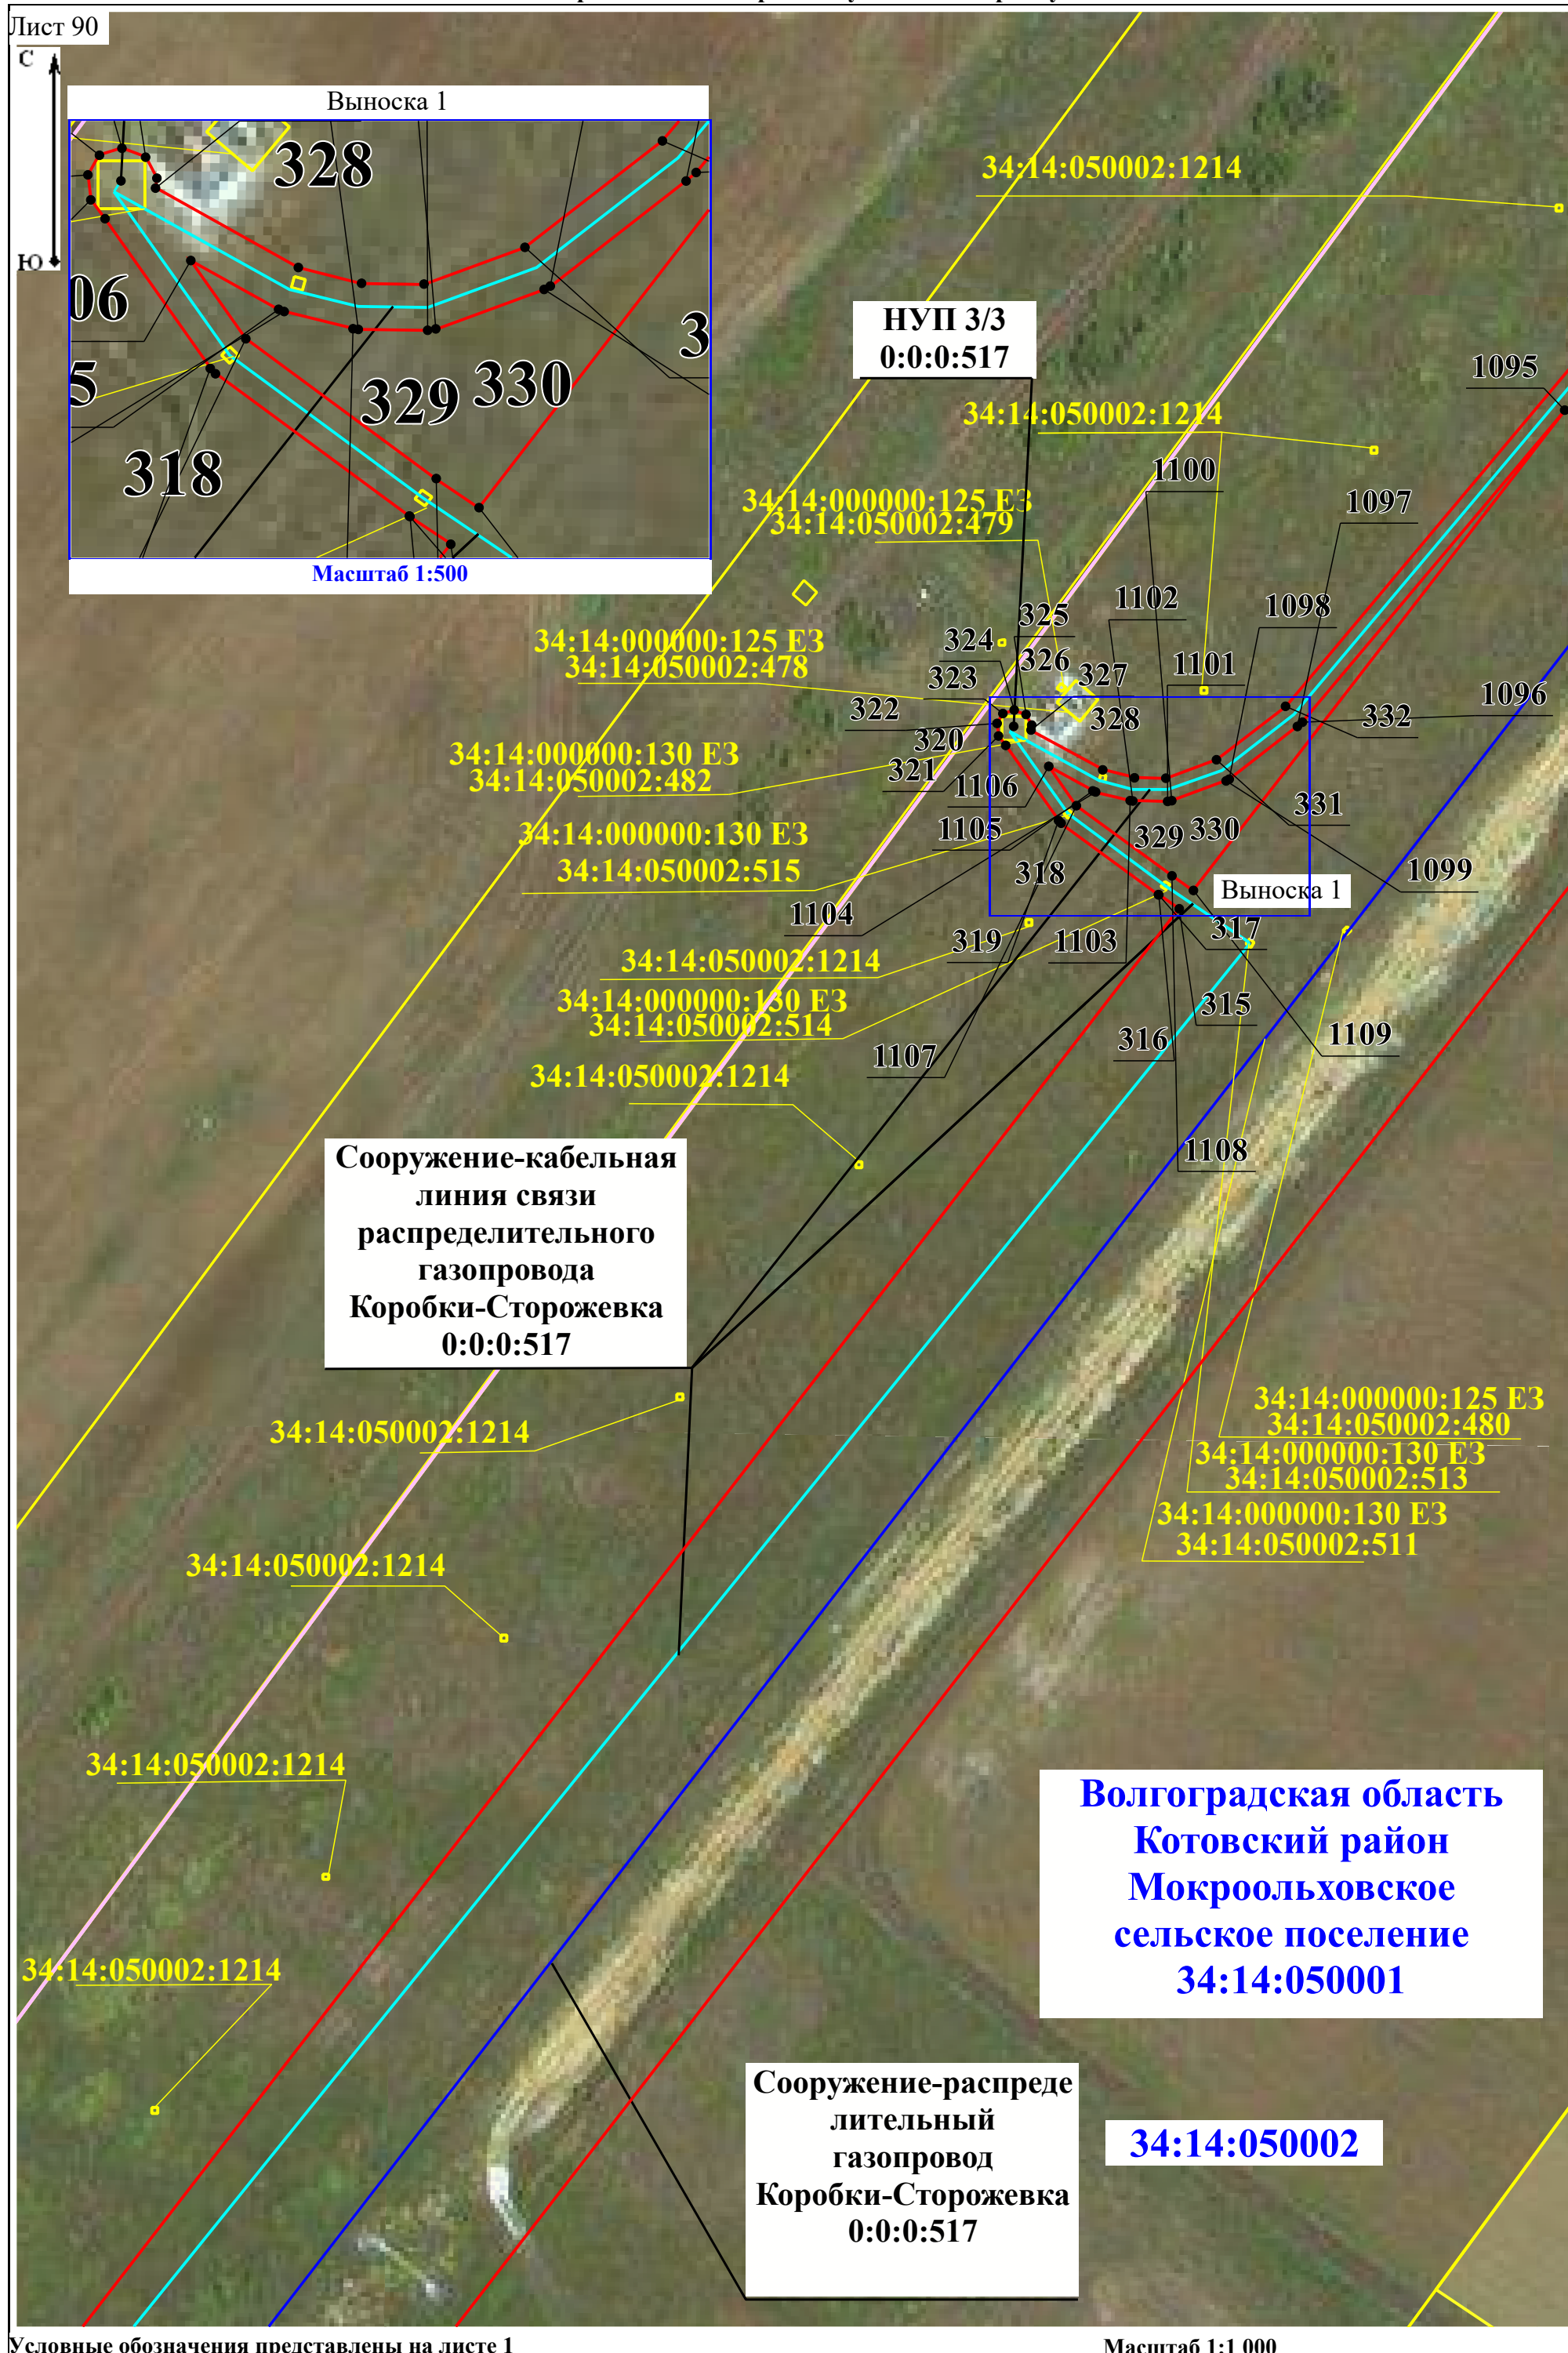 Лист 90
С
Ю
Выноска 1
328
06
5
3
329
330
318
Масштаб 1:500
34:14:050002:1214
НУП 3/3
0:0:0:517
1095
34:14:050002:1214
1100
1097
34:14:000000:125 ЕЗ
34:14:050002:479
1102
1098
325
324
34:14:000000:125 ЕЗ
34:14:050002:478
326
327
1101
323
1096
322
328
332
320
34:14:000000:130 ЕЗ
34:14:050002:482
321
1106
331
34:14:000000:130 ЕЗ
34:14:050002:515
1105
329
330
318
1099
Выноска 1
1104
317
319
1103
34:14:050002:1214
34:14:000000:130 ЕЗ
34:14:050002:514
315
316
1109
1107
34:14:050002:1214
1108
Сооружение-кабельная
линия связи
распределительного
газопровода
Коробки-Сторожевка
0:0:0:517
34:14:050002:1214
34:14:000000:125 ЕЗ
34:14:050002:480
34:14:000000:130 ЕЗ
34:14:050002:513
34:14:000000:130 ЕЗ
34:14:050002:511
34:14:050002:1214
34:14:050002:1214
Волгоградская область
Котовский район
Мокроольховское
сельское поселение
34:14:050001
34:14:050002:1214
Сооружение-распреде
лительный
газопровод
Коробки-Сторожевка
0:0:0:517
34:14:050002
Условные обозначения представлены на листе 1
Масштаб 1:1 000